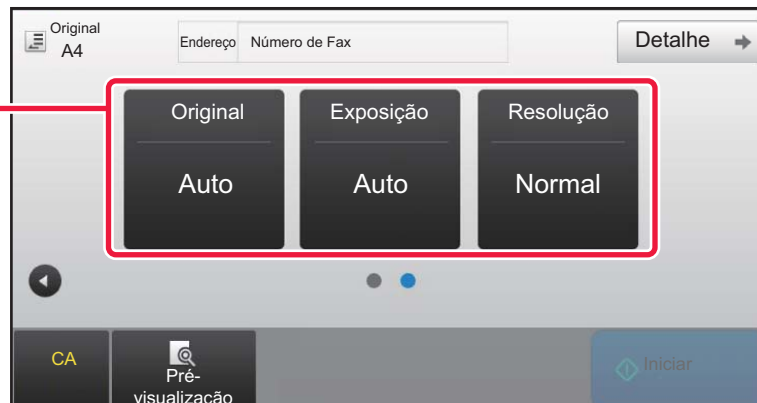 Original
A4
Endereço Número de Fax
Detalhe
Original Exposição Resolução
Auto Auto Normal
CA
Pré-
visualização
Iniciar